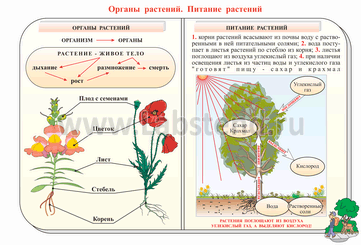 Органы растений. Питание растений
ОРГАНЫ РАСТЕНИЙ
ОРГАНИЗМ ОРГАНЫ
РАСТЕНИЕ - ЖИВОЕ ТЕЛО
дыхание размножение смерть
рост
Плод с семенами
Цветок
Лист
Стебель
Корень
ПИТАНИЕ РАСТЕНИЙ
1. корни растений всасывают из почвы воду с раство-
ренными в ней питательными солями; 2. вода посту-
пает в листья растений по стеблю из корня; 3. листья
поглощают из воздуха углекислый газ; 4. при наличии
освещения листья из воды и углекислого газа
"готовят" пищу - сахар и крахмал
Углекислый
газ
Сахар
Крахмал
Кислород
Вода
Растворенные
соли
РАСТЕНИЯ ПОГЛОЩАЮТ ИЗ ВОЗДУХА
УГЛЕКИСЛЫЙ ГАЗ, А ВЫДЕЛЯЮТ КИСЛОРОД